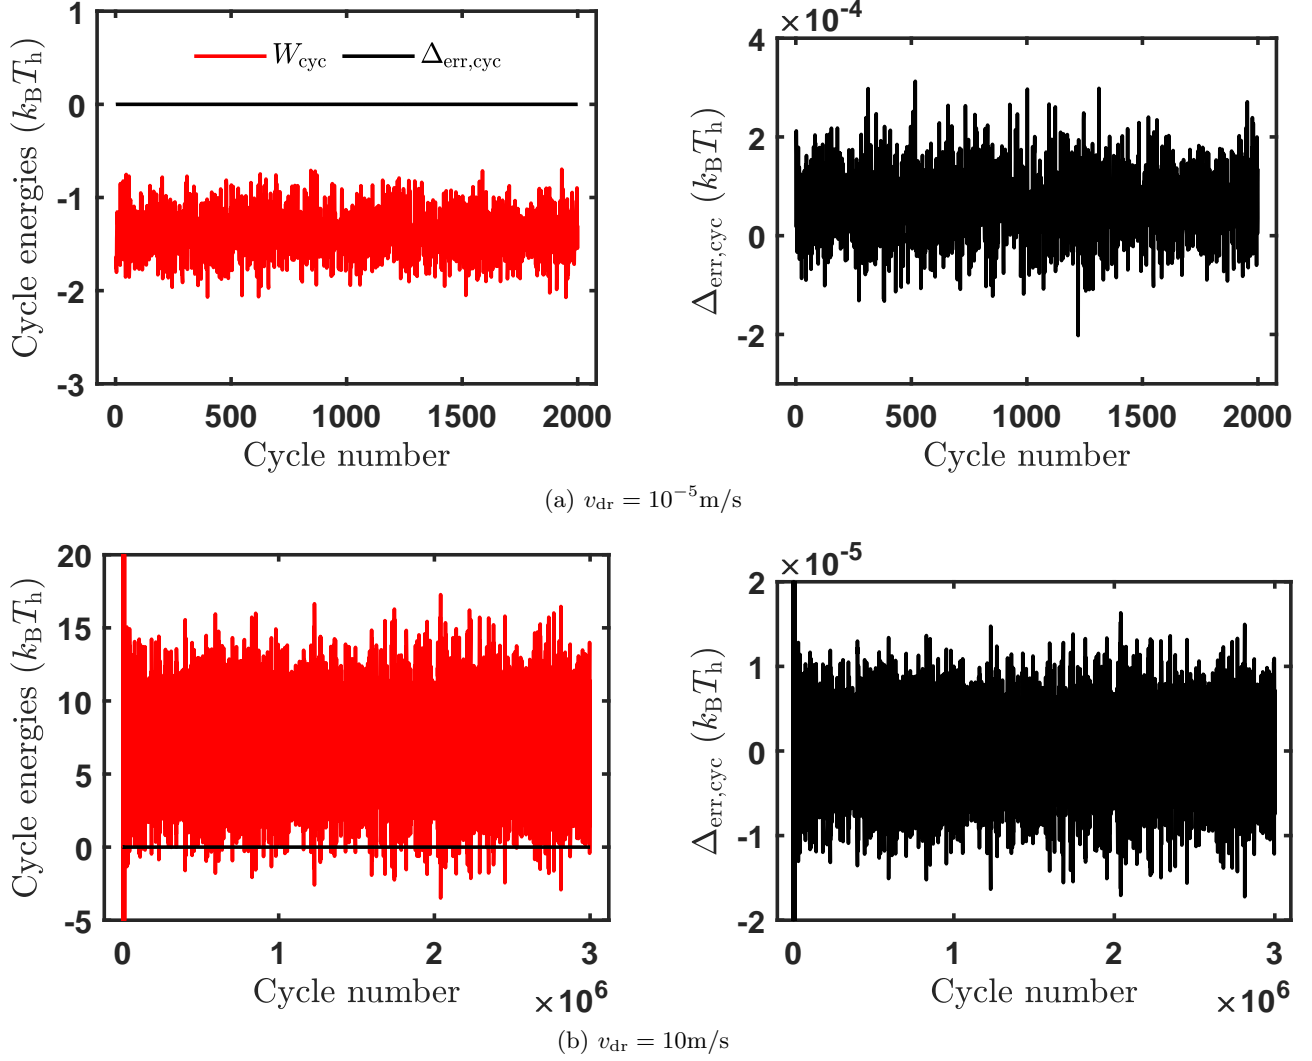 1
0
-1
-2
-3
Cycle energies (k_B T_h)
W_cyc
Δ_err,cyc
0 500 1000 1500 2000
Cycle number
×10^-4
4
2
0
-2
Δ_err,cyc (k_B T_h)
0 500 1000 1500 2000
Cycle number
(a) v_dr = 10^−5 m/s
20
15
10
5
0
-5
Cycle energies (k_B T_h)
0 1 2 3
Cycle number
×10^6
×10^-5
2
1
0
-1
-2
Δ_err,cyc (k_B T_h)
0 1 2 3
Cycle number
×10^6
(b) v_dr = 10m/s